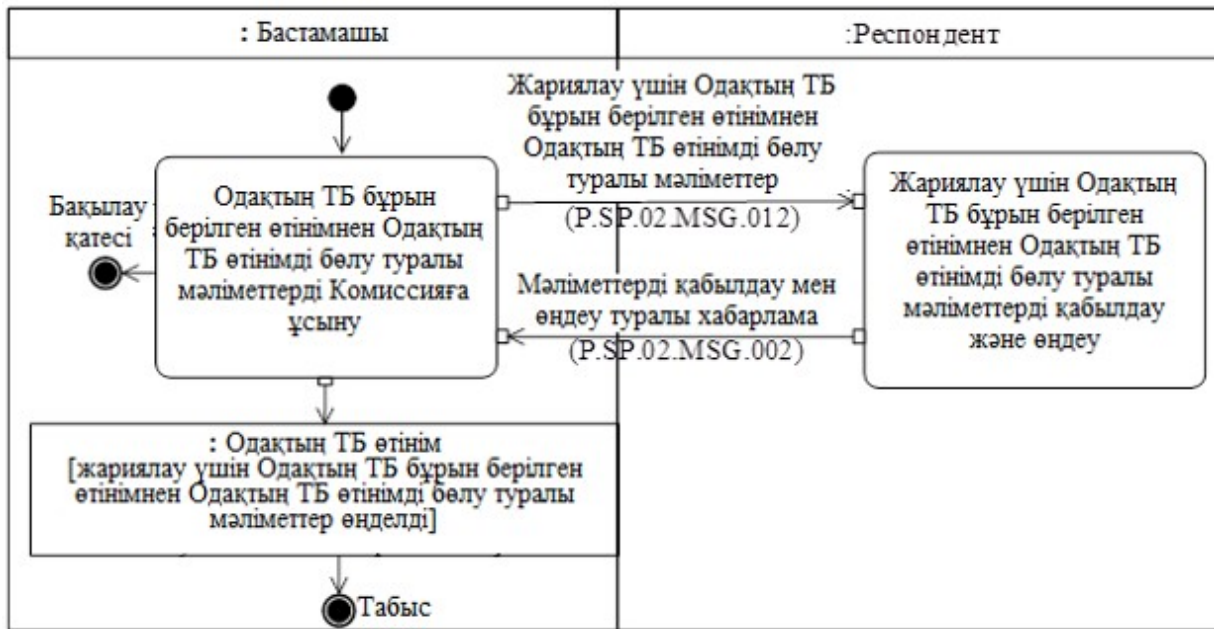 : Бастамашы
:Респондент
Жариялау үшін Одақтың ТБ
бұрын берілген өтінімнен
Одақтың ТБ өтінімді бөлу
туралы мәліметтер
(P.SP.02.MSG.012)
Бақылау
қатесі
Одақтың ТБ бұрын
берілген өтінімнен Одақтың
ТБ өтінімді бөлу туралы
мәліметтерді Комиссияға
ұсыну
Жариялау үшін Одақтың
ТБ бұрын берілген
өтінімнен Одақтың ТБ
өтінімді бөлу туралы
мәліметтерді қабылдау
және өңдеу
Мәліметтерді қабылдау мен
өңдеу туралы хабарлама
(P.SP.02.MSG.002)
: Одақтың ТБ өтінім
[жариялау үшін Одақтың ТБ бұрын берілген
өтінімнен Одақтың ТБ өтінімді бөлу туралы
мәліметтер өңделді]
Табыс